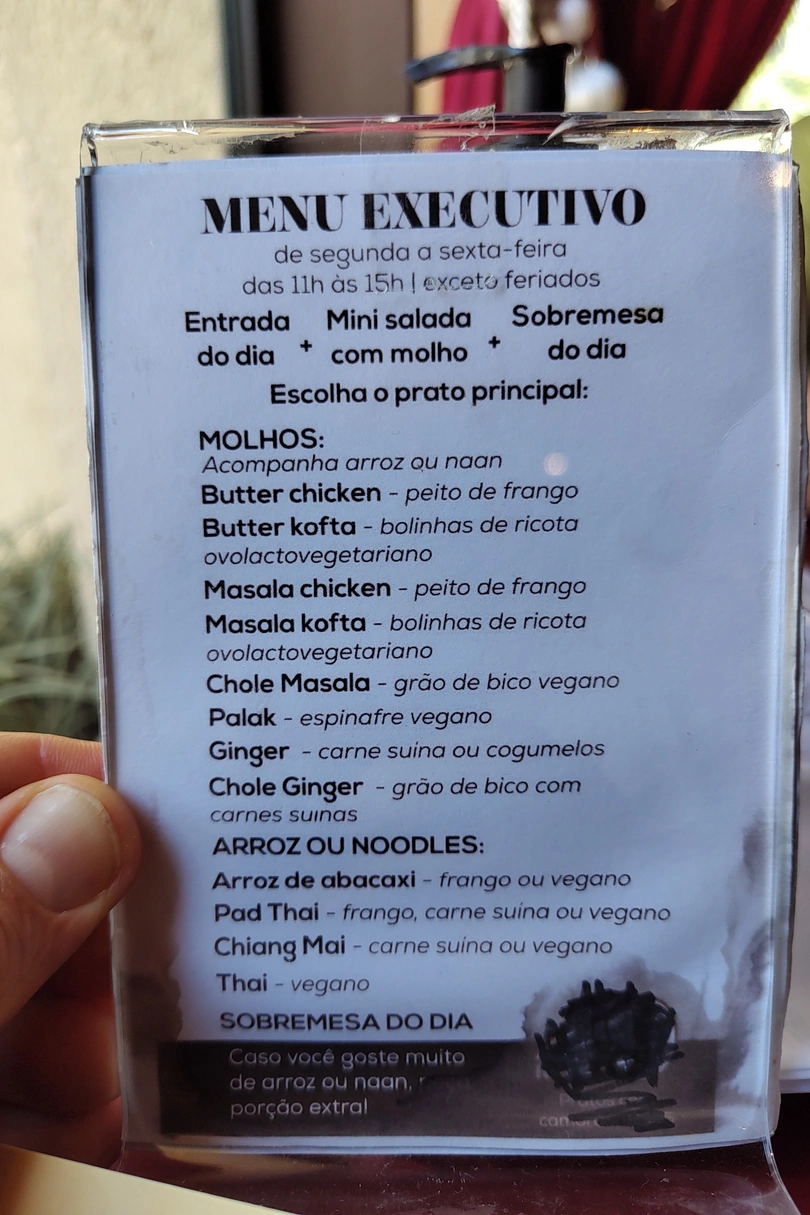 MENU EXECUTIVO
de segunda a sexta-feira
das 11h às 15h | exceto feriados
Entrada do dia + Mini salada com molho + Sobremesa do dia
Escolha o prato principal:
MOLHOS:
Acompanha arroz ou naan
Butter chicken - peito de frango
Butter kofta - bolinhas de ricota
ovolactovegetariano
Masala chicken - peito de frango
Masala kofta - bolinhas de ricota
ovolactovegetariano
Chole Masala - grão de bico vegano
Palak - espinafre vegano
Ginger - carne suína ou cogumelos
Chole Ginger - grão de bico com
carnes suínas
ARROZ OU NOODLES:
Arroz de abacaxi - frango ou vegano
Pad Thai - frango, carne suína ou vegano
Chiang Mai - carne suína ou vegano
Thai - vegano
SOBREMESA DO DIA
Caso você goste muito
de arroz ou naan,
porção extra!